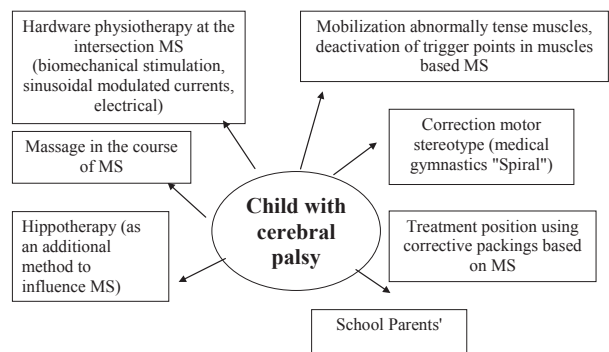 Hardware physiotherapy at the
intersection MS
(biomechanical stimulation,
sinusoidal modulated currents,
electrical)
Mobilization abnormally tense muscles,
deactivation of trigger points in muscles
based MS
Massage in the course
of MS
Correction motor
stereotype (medical
gymnastics "Spiral")
Child with
cerebral
palsy
Hippotherapy (as
an additional
method to
influence MS)
Treatment position using
corrective packings based
on MS
School Parents'